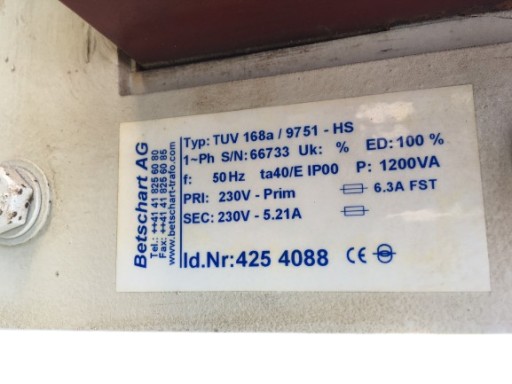 Betschart AG
Tel.: ++41 41 825 60 80
Fax: ++41 41 825 60 85
www.betschart-trafo.com
Typ: TUV 168a / 9751 - HS
1~Ph S/N: 66733 Uk: % ED: 100 %
f: 50 Hz ta40/E IP00 P: 1200VA
PRI: 230V - Prim 6.3A FST
SEC: 230V - 5.21A
Id.Nr:425 4088 CE